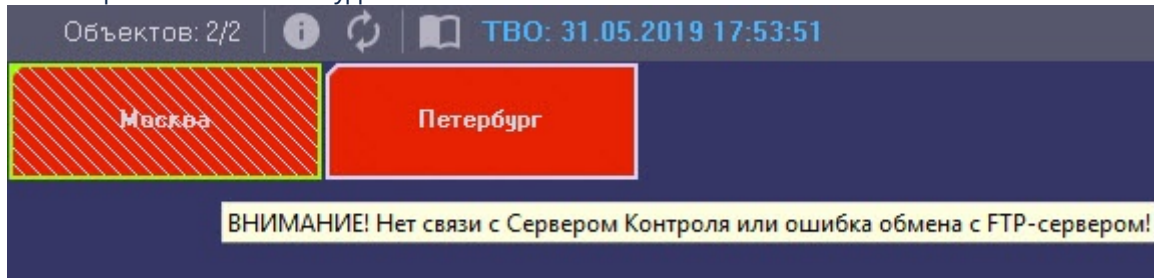 Объектов: 2/2
ТВО: 31.05.2019 17:53:51
Москва
Петербург
ВНИМАНИЕ! Нет связи с Сервером Контроля или ошибка обмена с FTP-сервером!